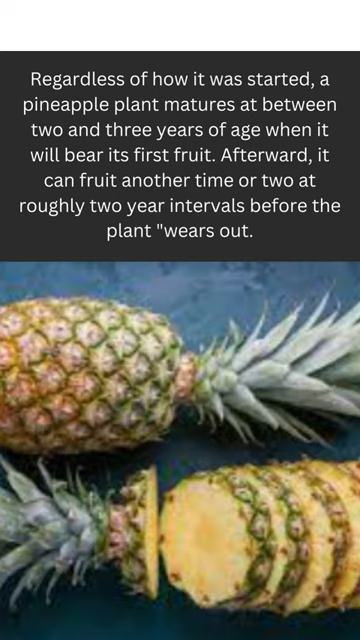 Regardless of how it was started, a
pineapple plant matures at between
two and three years of age when it
will bear its first fruit. Afterward, it
can fruit another time or two at
roughly two year intervals before the
plant "wears out.